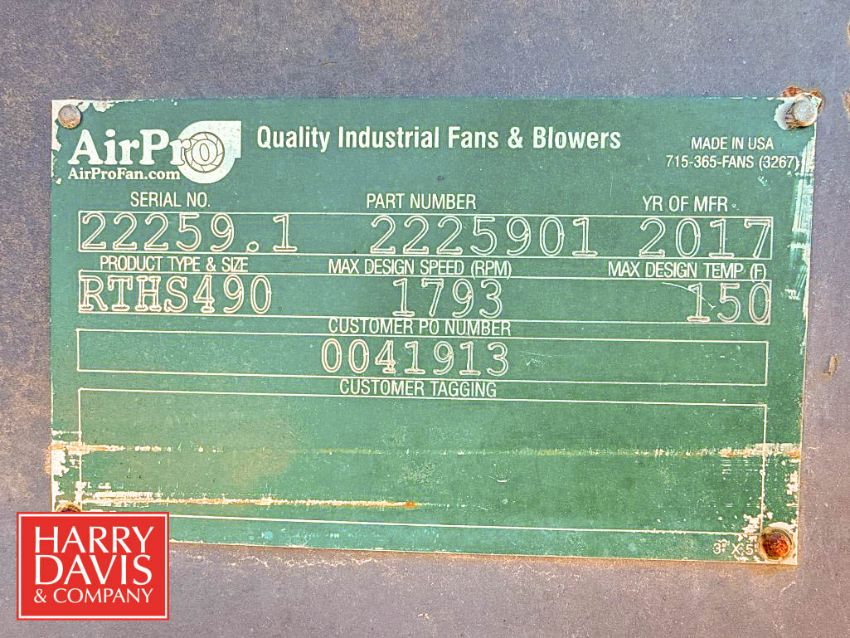 AirPro Quality Industrial Fans & Blowers
AirProFan.com
MADE IN USA
715-365-FANS (3267)
SERIAL NO. PART NUMBER YR OF MFR
22259.1 2225901 2017
PRODUCT TYPE & SIZE MAX DESIGN SPEED (RPM) MAX DESIGN TEMP (F)
RTHS490 1793 150
CUSTOMER PO NUMBER
0041913
CUSTOMER TAGGING
HARRY
DAVIS
& COMPANY